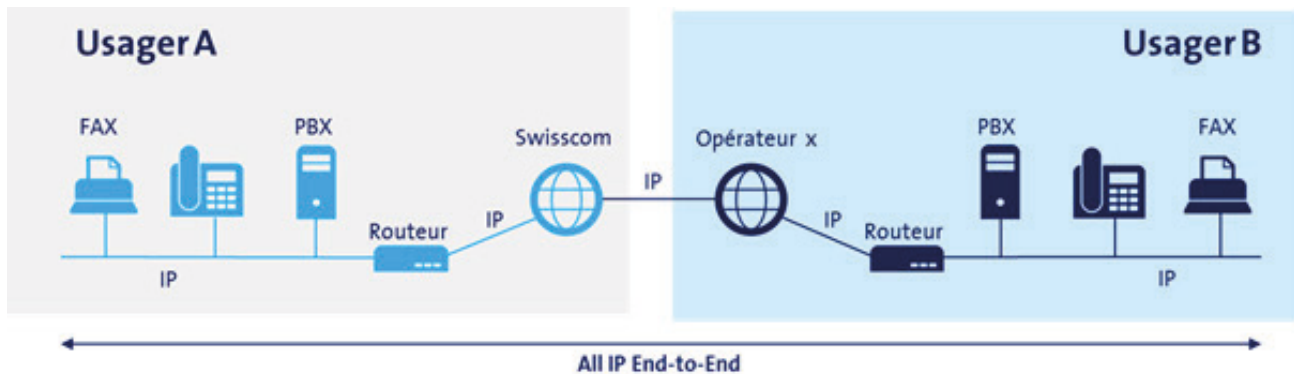 Usager A
Usager B
FAX
PBX
Swisscom
Opérateur x
PBX
FAX
IP
Routeur
IP
IP
Routeur
IP
IP
All IP End-to-End